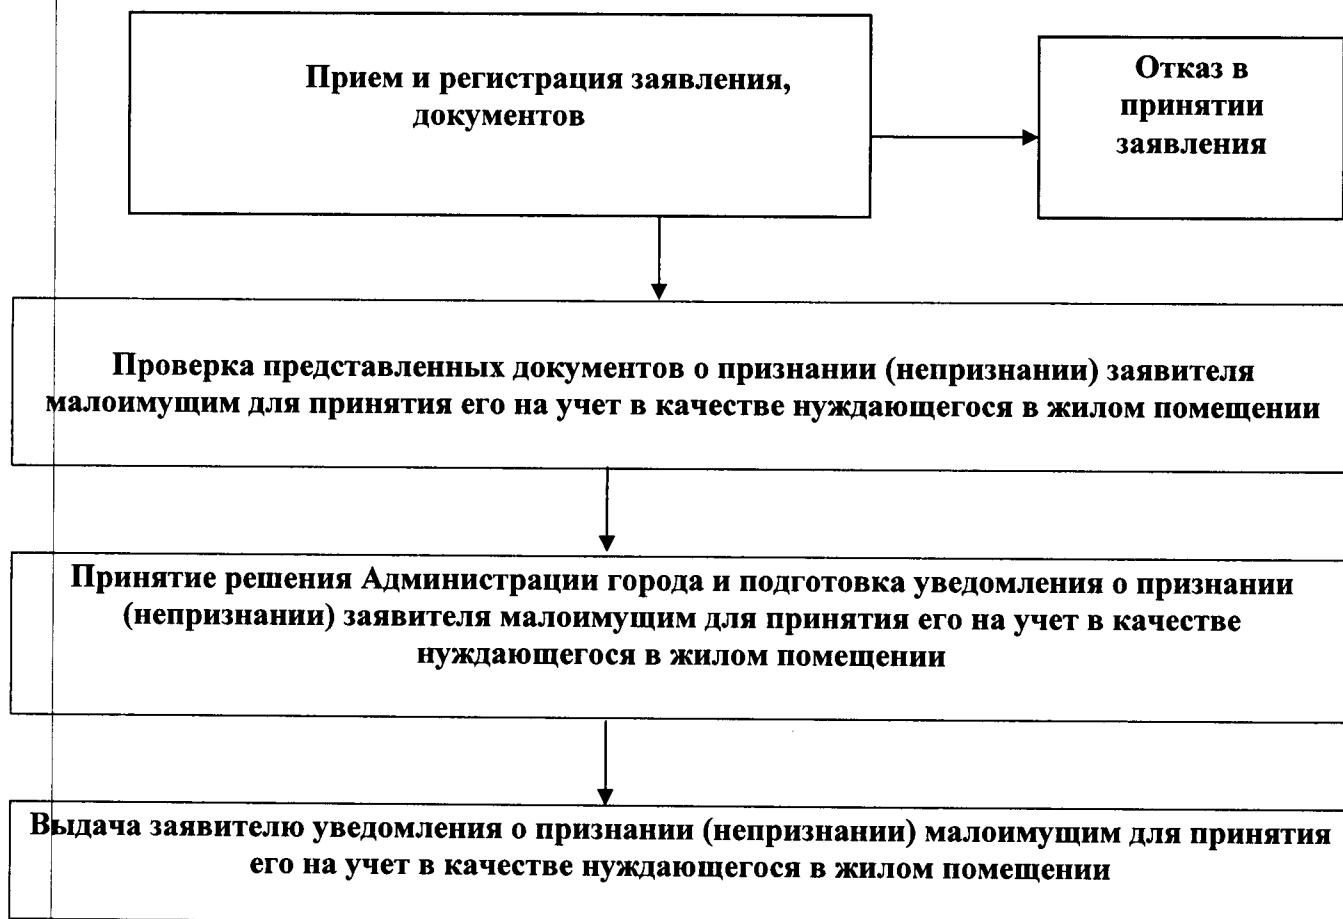 Прием и регистрация заявления,
документов
Отказ в
принятии
заявления
Проверка представленных документов о признании (непризнании) заявителя
малоимущим для принятия его на учет в качестве нуждающегося в жилом помещении
Принятие решения Администрации города и подготовка уведомления о признании
(непризнании) заявителя малоимущим для принятия его на учет в качестве
нуждающегося в жилом помещении
Выдача заявителю уведомления о признании (непризнании) малоимущим для принятия
его на учет в качестве нуждающегося в жилом помещении